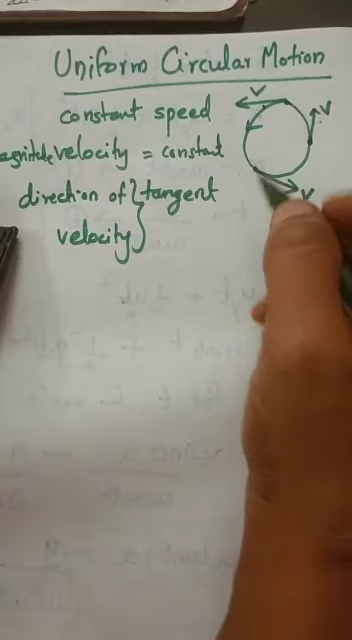 Uniform Circular Motion
constant speed
velocity = constant
direction of } tangent
velocity
V
V
V